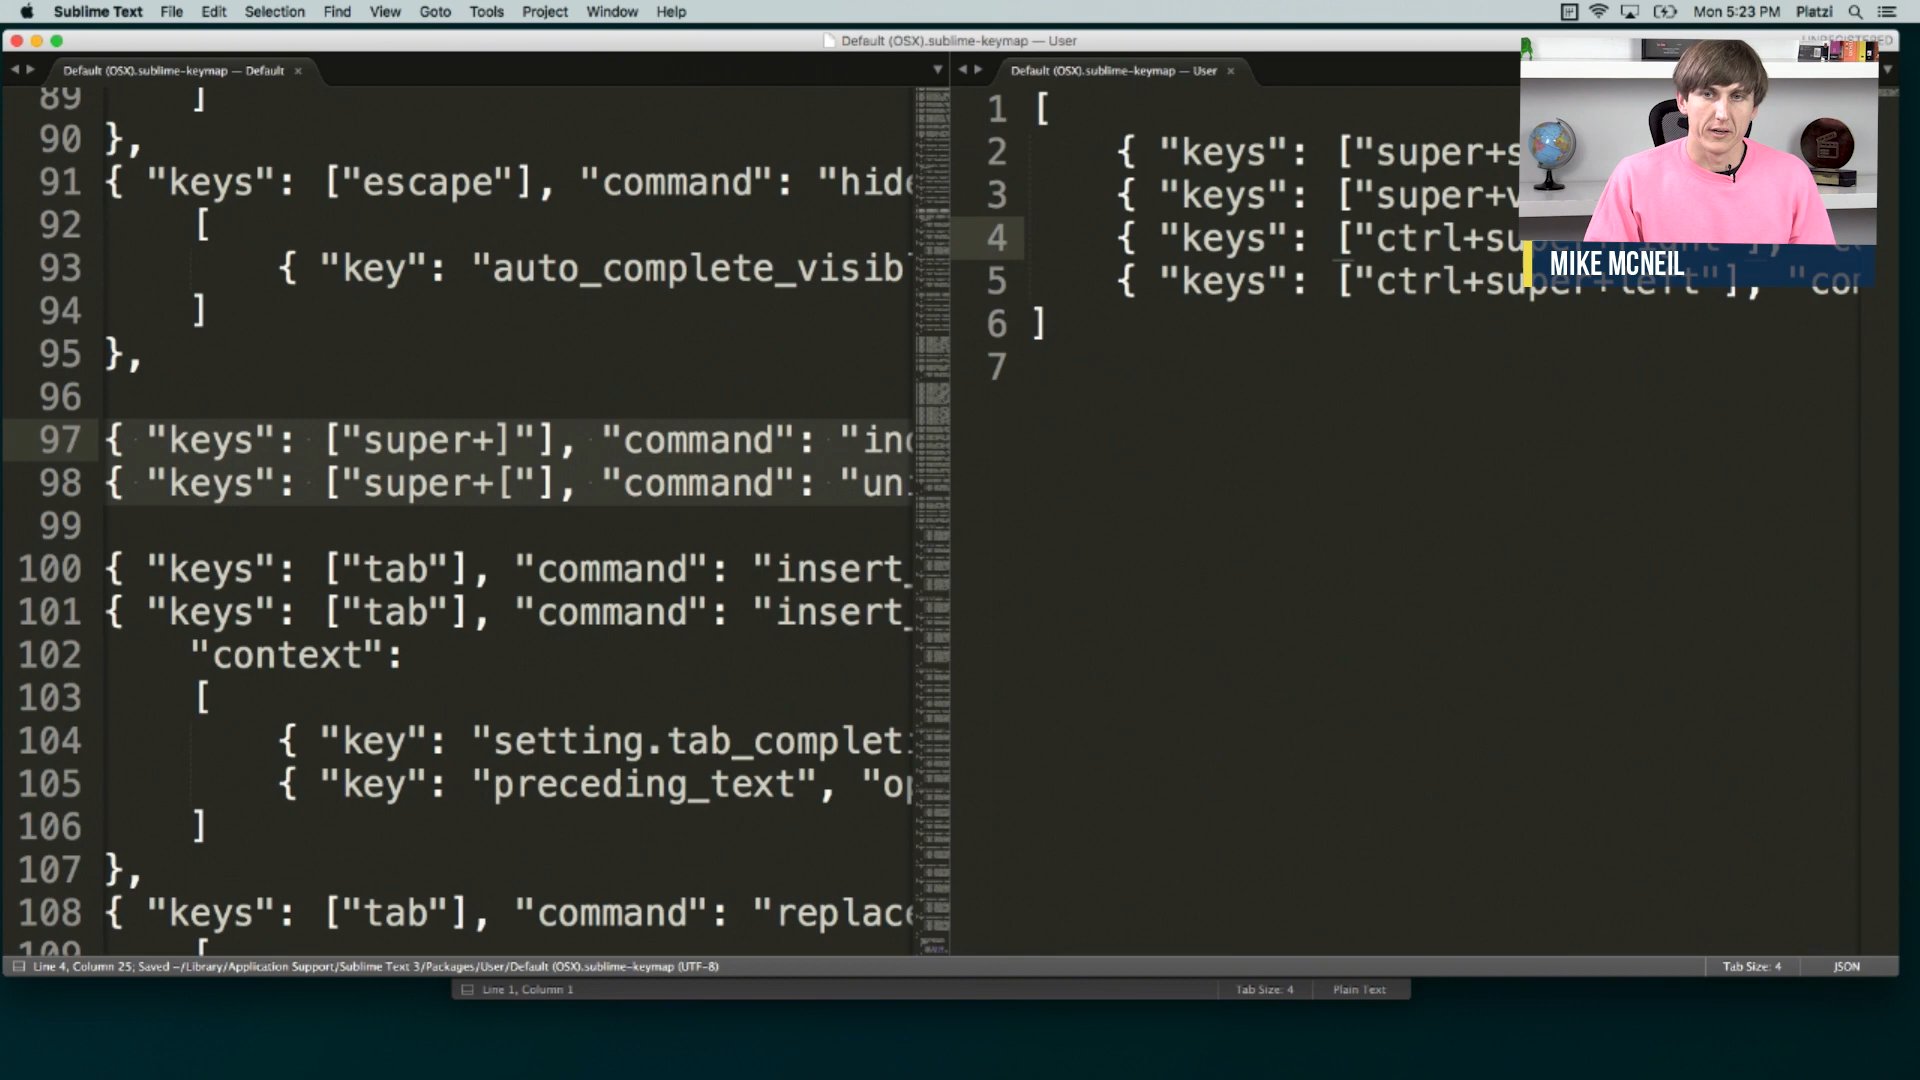 Sublime Text File Edit Selection Find View Goto Tools Project Window Help Mon 5:23 PM Platzi
Default (OSX).sublime-keymap — User
UNREGISTERED
Default (OSX).sublime-keymap — Default ×
89 ]
90 },
91 { "keys": ["escape"], "command": "hid
92 [
93 { "key": "auto_complete_visib
94 ]
95 },
96
97 { "keys": ["super+]"], "command": "in
98 { "keys": ["super+["], "command": "un
99
100 { "keys": ["tab"], "command": "insert_
101 { "keys": ["tab"], "command": "insert_
102 "context":
103 [
104 { "key": "setting.tab_complet
105 { "key": "preceding_text", "o
106 ]
107 },
108 { "keys": ["tab"], "command": "replac
109 [
Default (OSX).sublime-keymap — User ×
1 [
2 { "keys": ["super+s
3 { "keys": ["super+v
4 { "keys": ["ctrl+super+right"],
5 { "keys": ["ctrl+super+left"], "co
6 ]
7
MIKE MCNEIL
Line 4, Column 25; Saved ~/Library/Application Support/Sublime Text 3/Packages/User/Default (OSX).sublime-keymap (UTF-8) Tab Size: 4 JSON
Line 1, Column 1 Tab Size: 4 Plain Text